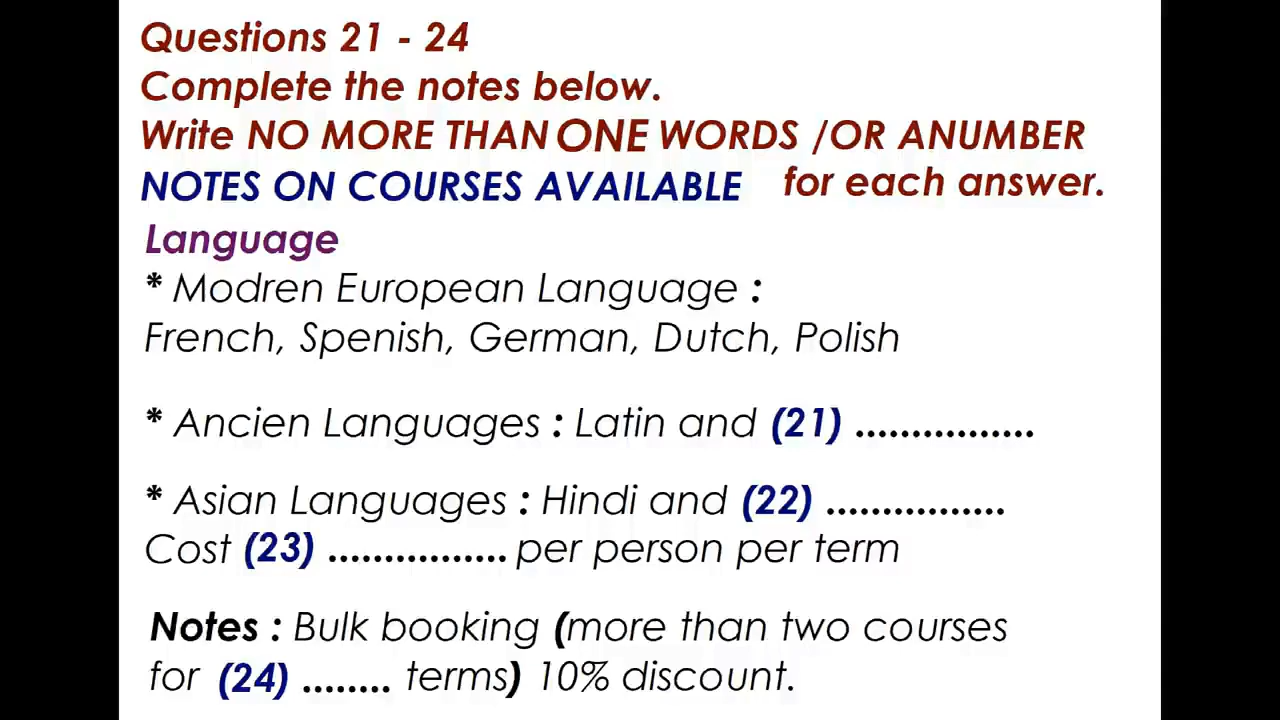 Questions 21 - 24
Complete the notes below.
Write NO MORE THAN ONE WORDS /OR ANUMBER
NOTES ON COURSES AVAILABLE for each answer.
Language
* Modren European Language :
French, Spenish, German, Dutch, Polish
* Ancien Languages : Latin and (21) ................
* Asian Languages : Hindi and (22) ................
Cost (23) ................ per person per term
Notes : Bulk booking (more than two courses
for (24) ........ terms) 10% discount.